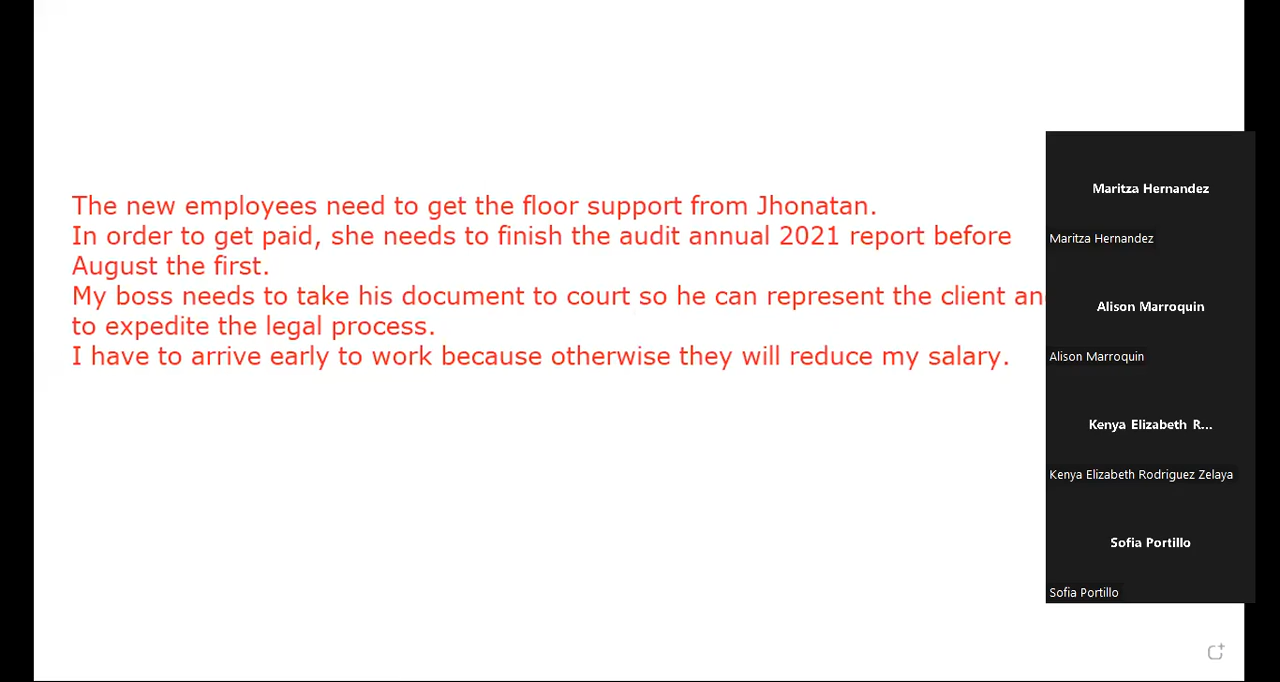 The new employees need to get the floor support from Jhonatan.
In order to get paid, she needs to finish the audit annual 2021 report before
August the first.
My boss needs to take his document to court so he can represent the client
to expedite the legal process.
I have to arrive early to work because otherwise they will reduce my salary.
Maritza Hernandez
Maritza Hernandez
Alison Marroquin
Alison Marroquin
Kenya Elizabeth R...
Kenya Elizabeth Rodriguez Zelaya
Sofia Portillo
Sofia Portillo